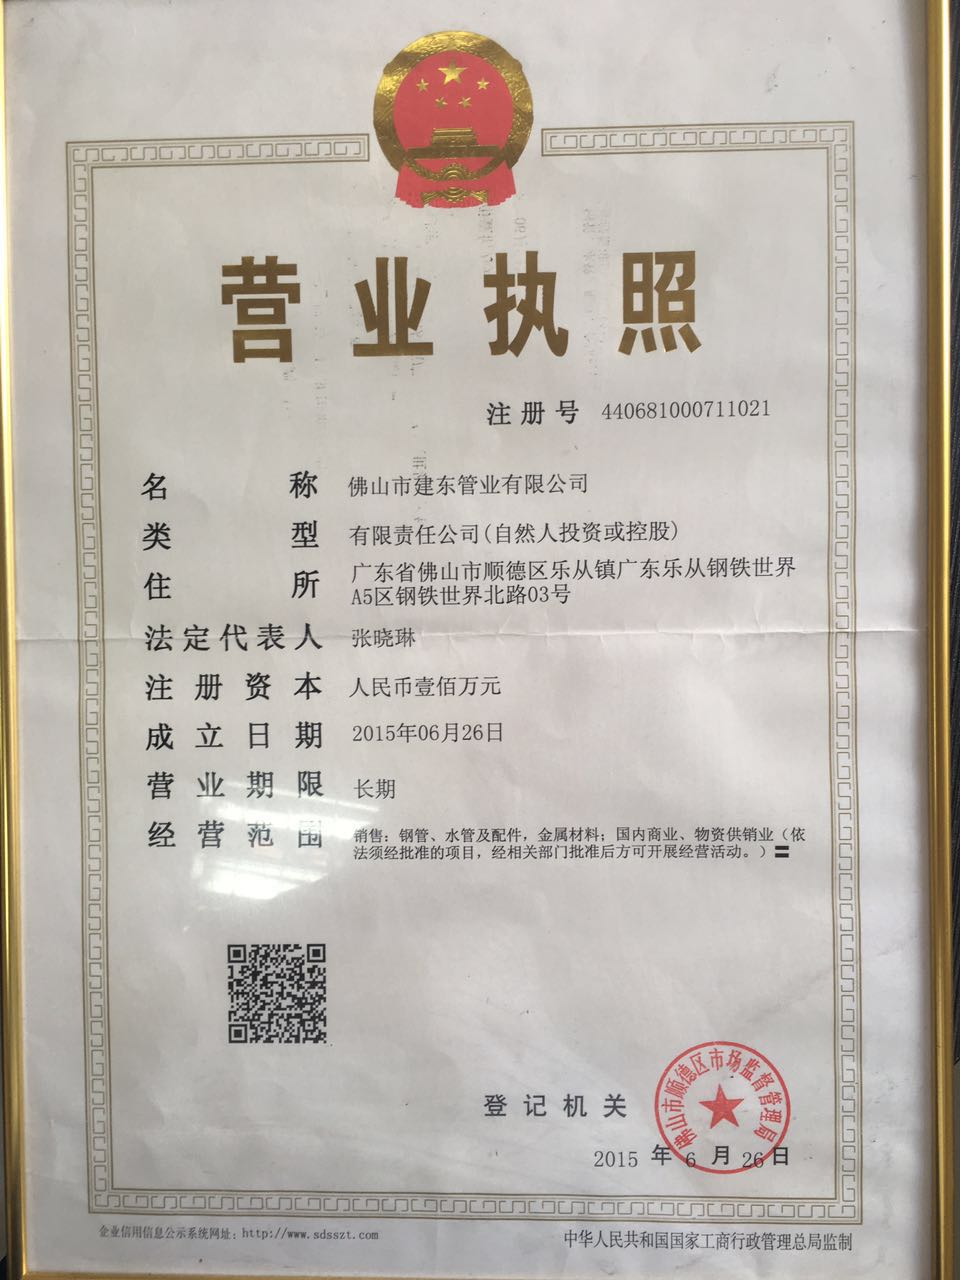 营业执照
注册号 440681000711021
名称 佛山市建东管业有限公司
类型 有限责任公司(自然人投资或控股)
住所 广东省佛山市顺德区乐从镇广东乐从钢铁世界
A5区钢铁世界北路03号
法定代表人 张晓琳
注册资本 人民币壹佰万元
成立日期 2015年06月26日
营业期限 长期
经营范围 销售：钢管、水管及配件，金属材料；国内商业、物资供销业（依
法须经批准的项目，经相关部门批准后方可开展经营活动。）〓
佛山市顺德区市场监督管理局
登记机关
2015 年 6 月 26 日
企业信用信息公示系统网址：http://www.sdsszt.com
中华人民共和国国家工商行政管理总局监制